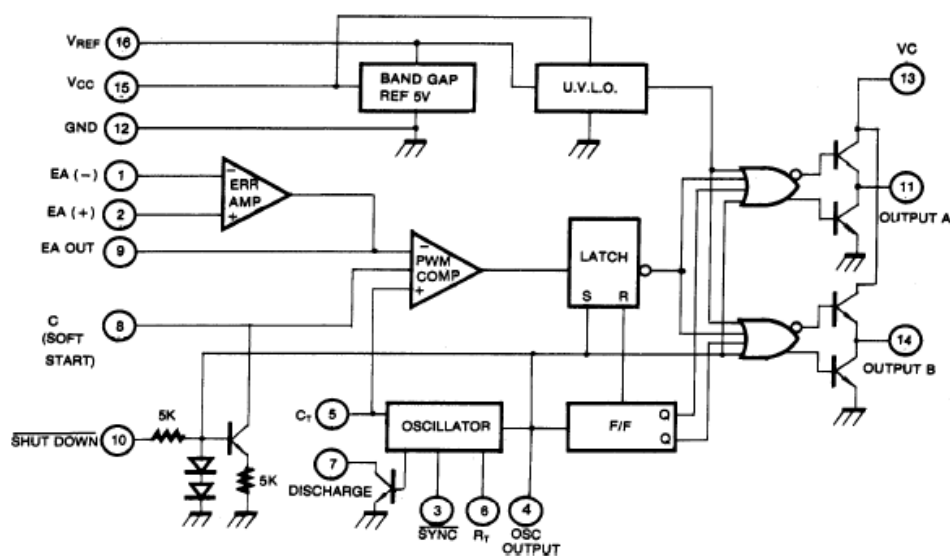 VREF 16
VCC 15
GND 12
EA (−) 1
EA (+) 2
EA OUT 9
C 8
(SOFT
START)
SHUT DOWN 10
5K
5K
BAND GAP
REF 5V
U.V.L.O.
−
ERR
AMP
+
−
PWM
COMP
+
LATCH
S R
CT 5
OSCILLATOR
F/F
Q
Q
7
DISCHARGE
3
SYNC
6
RT
4
OSC
OUTPUT
VC
13
11
OUTPUT A
14
OUTPUT B